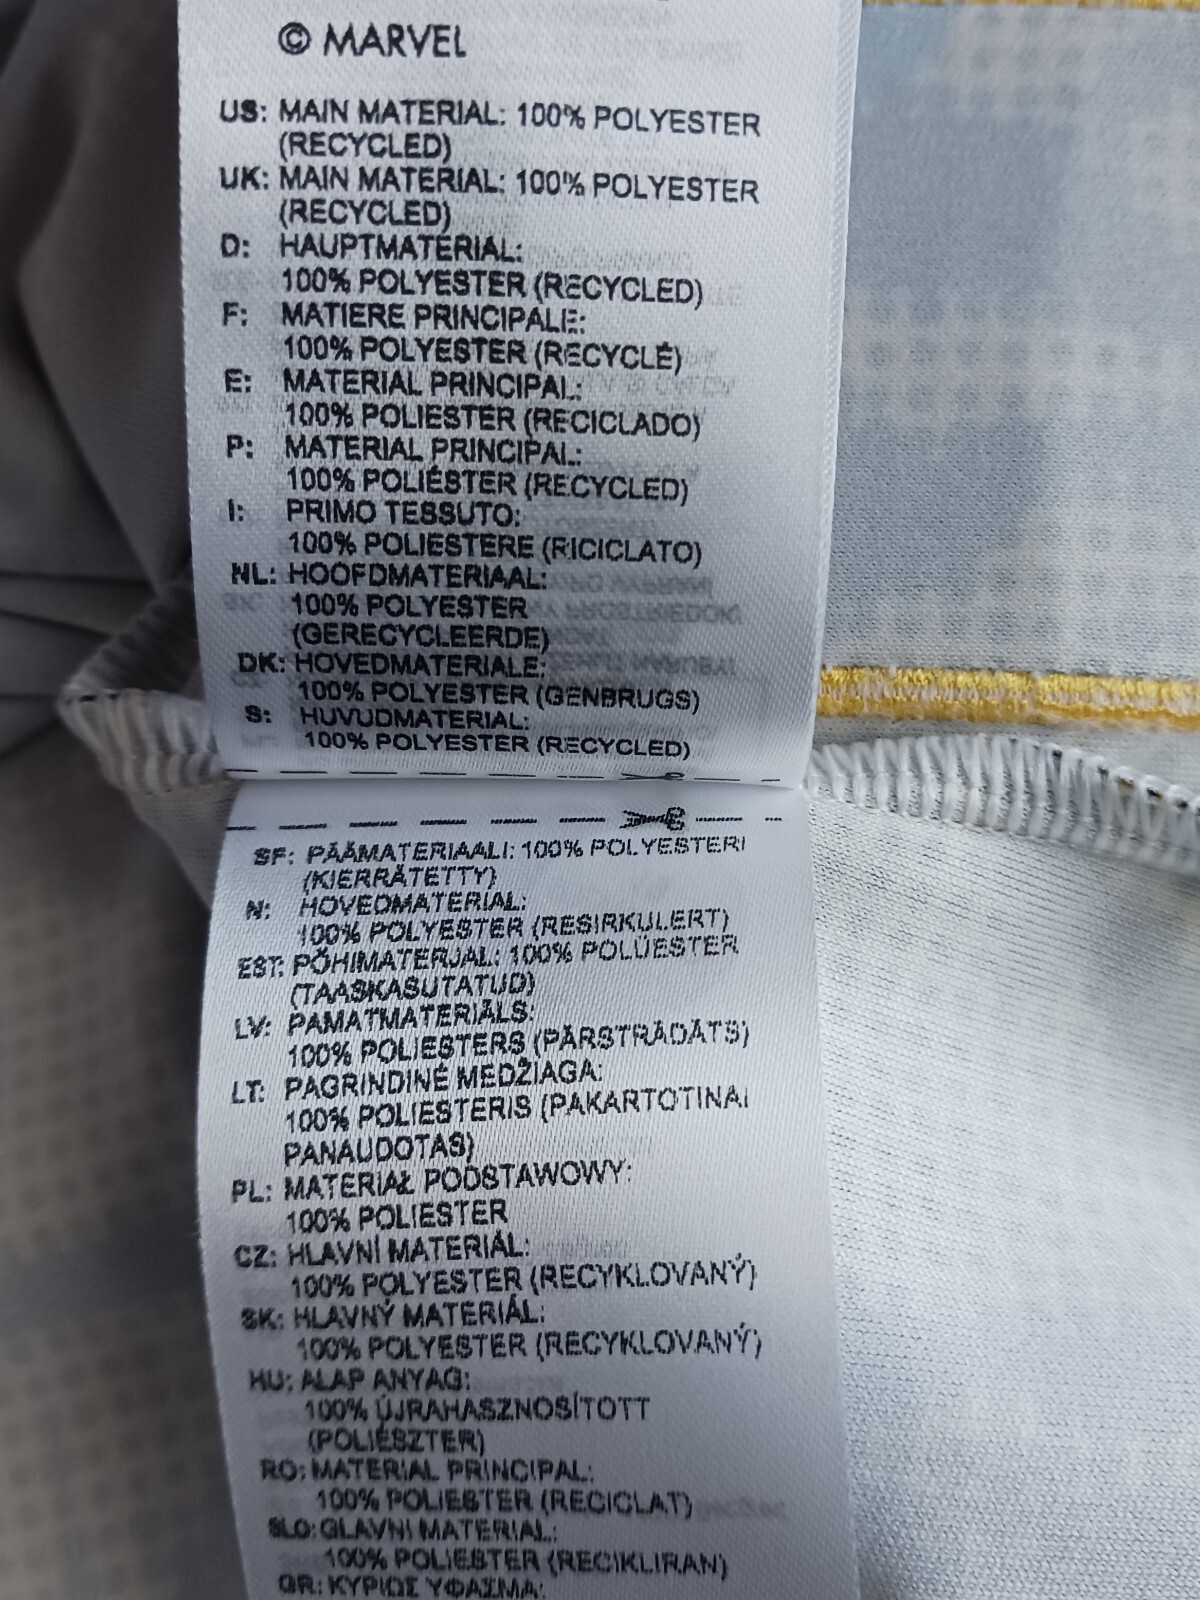 © MARVEL
US: MAIN MATERIAL: 100% POLYESTER
(RECYCLED)
UK: MAIN MATERIAL: 100% POLYESTER
(RECYCLED)
D: HAUPTMATERIAL:
100% POLYESTER (RECYCLED)
F: MATIERE PRINCIPALE:
100% POLYESTER (RECYCLÉ)
E: MATERIAL PRINCIPAL:
100% POLIESTER (RECICLADO)
P: MATERIAL PRINCIPAL:
100% POLIÉSTER (RECYCLED)
I: PRIMO TESSUTO:
100% POLIESTERE (RICICLATO)
NL: HOOFDMATERIAAL:
100% POLYESTER
(GERECYCLEERDE)
DK: HOVEDMATERIALE:
100% POLYESTER (GENBRUGS)
S: HUVUDMATERIAL:
100% POLYESTER (RECYCLED)
SF: PÄÄMATERIAALI: 100% POLYESTERI
(KIERRÄTETTY)
N: HOVEDMATERIAL:
100% POLYESTER (RESIRKULERT)
EST: PÕHIMATERJAL: 100% POLÜESTER
(TAASKASUTATUD)
LV: PAMATMATERIĀLS:
100% POLIESTERS (PĀRSTRĀDĀTS)
LT: PAGRINDINĖ MEDŽIAGA:
100% POLIESTERIS (PAKARTOTINAI
PANAUDOTAS)
PL: MATERIAŁ PODSTAWOWY:
100% POLIESTER
CZ: HLAVNÍ MATERIÁL:
100% POLYESTER (RECYKLOVANÝ)
SK: HLAVNÝ MATERIÁL:
100% POLYESTER (RECYKLOVANÝ)
HU: ALAP ANYAG:
100% ÚJRAHASZNOSÍTOTT
(POLIÉSZTER)
RO: MATERIAL PRINCIPAL:
100% POLIESTER (RECICLAT)
SLO: GLAVNI MATERIAL:
100% POLIESTER (RECIKLIRAN)
GR: ΚΥΡΙΩΣ ΥΦΑΣΜΑ: